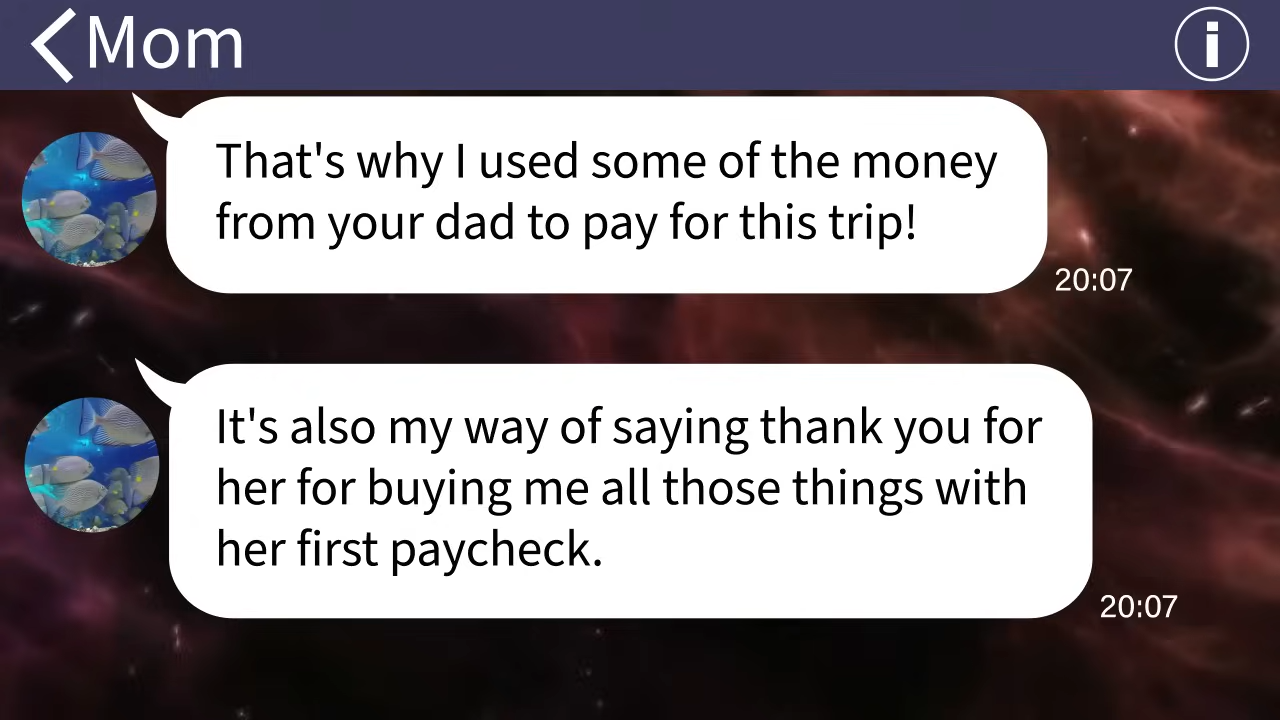 Mom
That's why I used some of the money
from your dad to pay for this trip!
20:07
It's also my way of saying thank you for
her for buying me all those things with
her first paycheck.
20:07